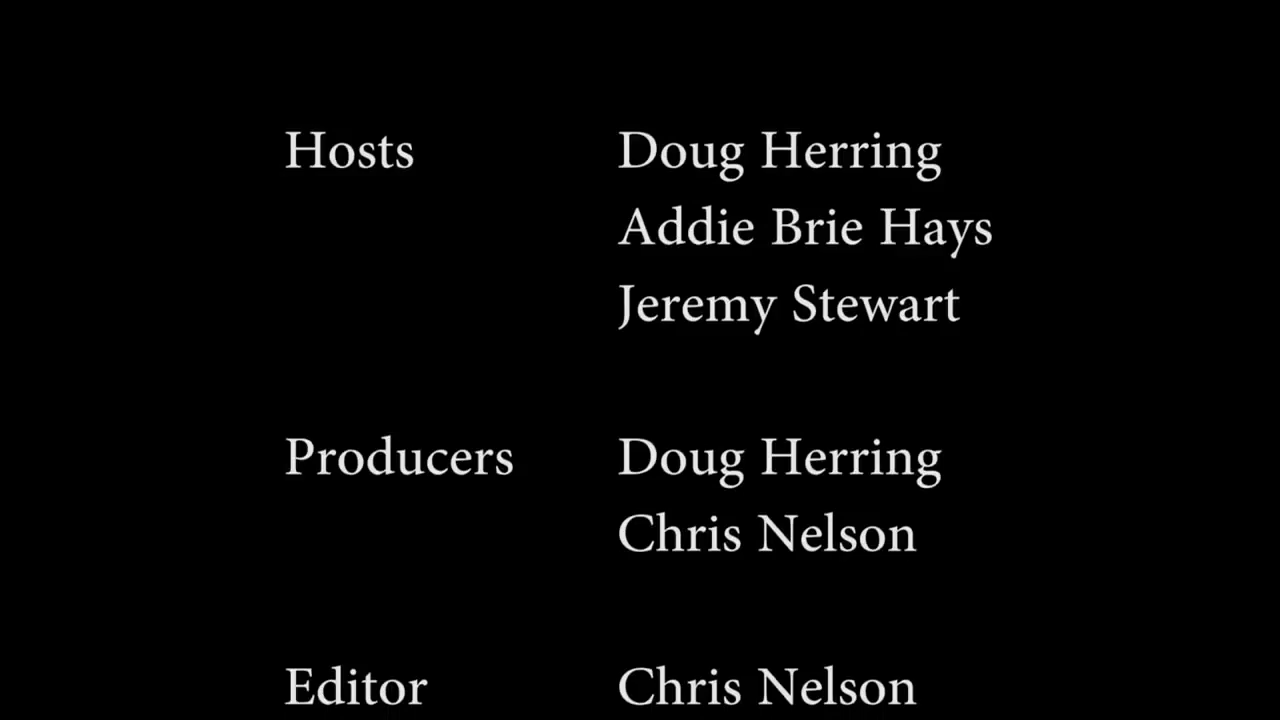 Hosts Doug Herring
Addie Brie Hays
Jeremy Stewart
Producers Doug Herring
Chris Nelson
Editor Chris Nelson